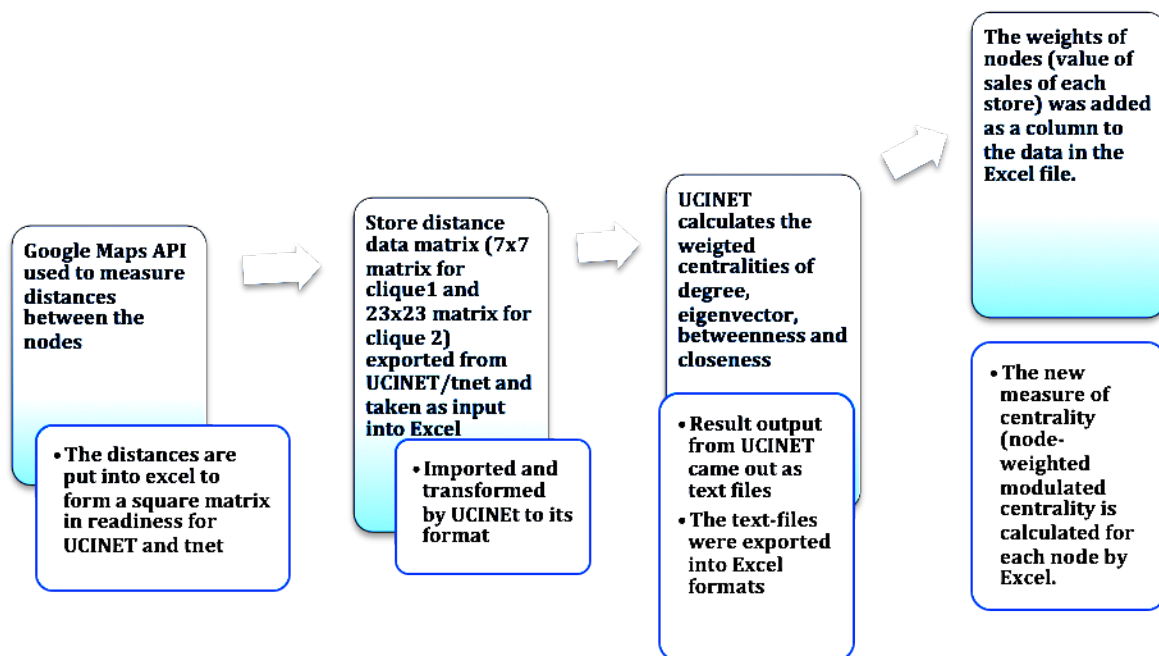 Google Maps API
used to measure
distances
between the
nodes
• The distances are
put into excel to
form a square matrix
in readiness for
UCINET and tnet
Store distance
data matrix (7x7
matrix for
clique1 and
23x23 matrix for
clique 2)
exported from
UCINET/tnet and
taken as input
into Excel
• Imported and
transformed
by UCINEt to its
format
UCINET
calculates the
weigted
centralities of
degree,
eigenvector,
betweenness and
closeness
• Result output
from UCINET
came out as
text files
• The text-files
were exported
into Excel
formats
The weights of
nodes (value of
sales of each
store) was added
as a column to
the data in the
Excel file.
• The new
measure of
centrality
(node-
weighted
modulated
centrality is
calculated for
each node by
Excel.